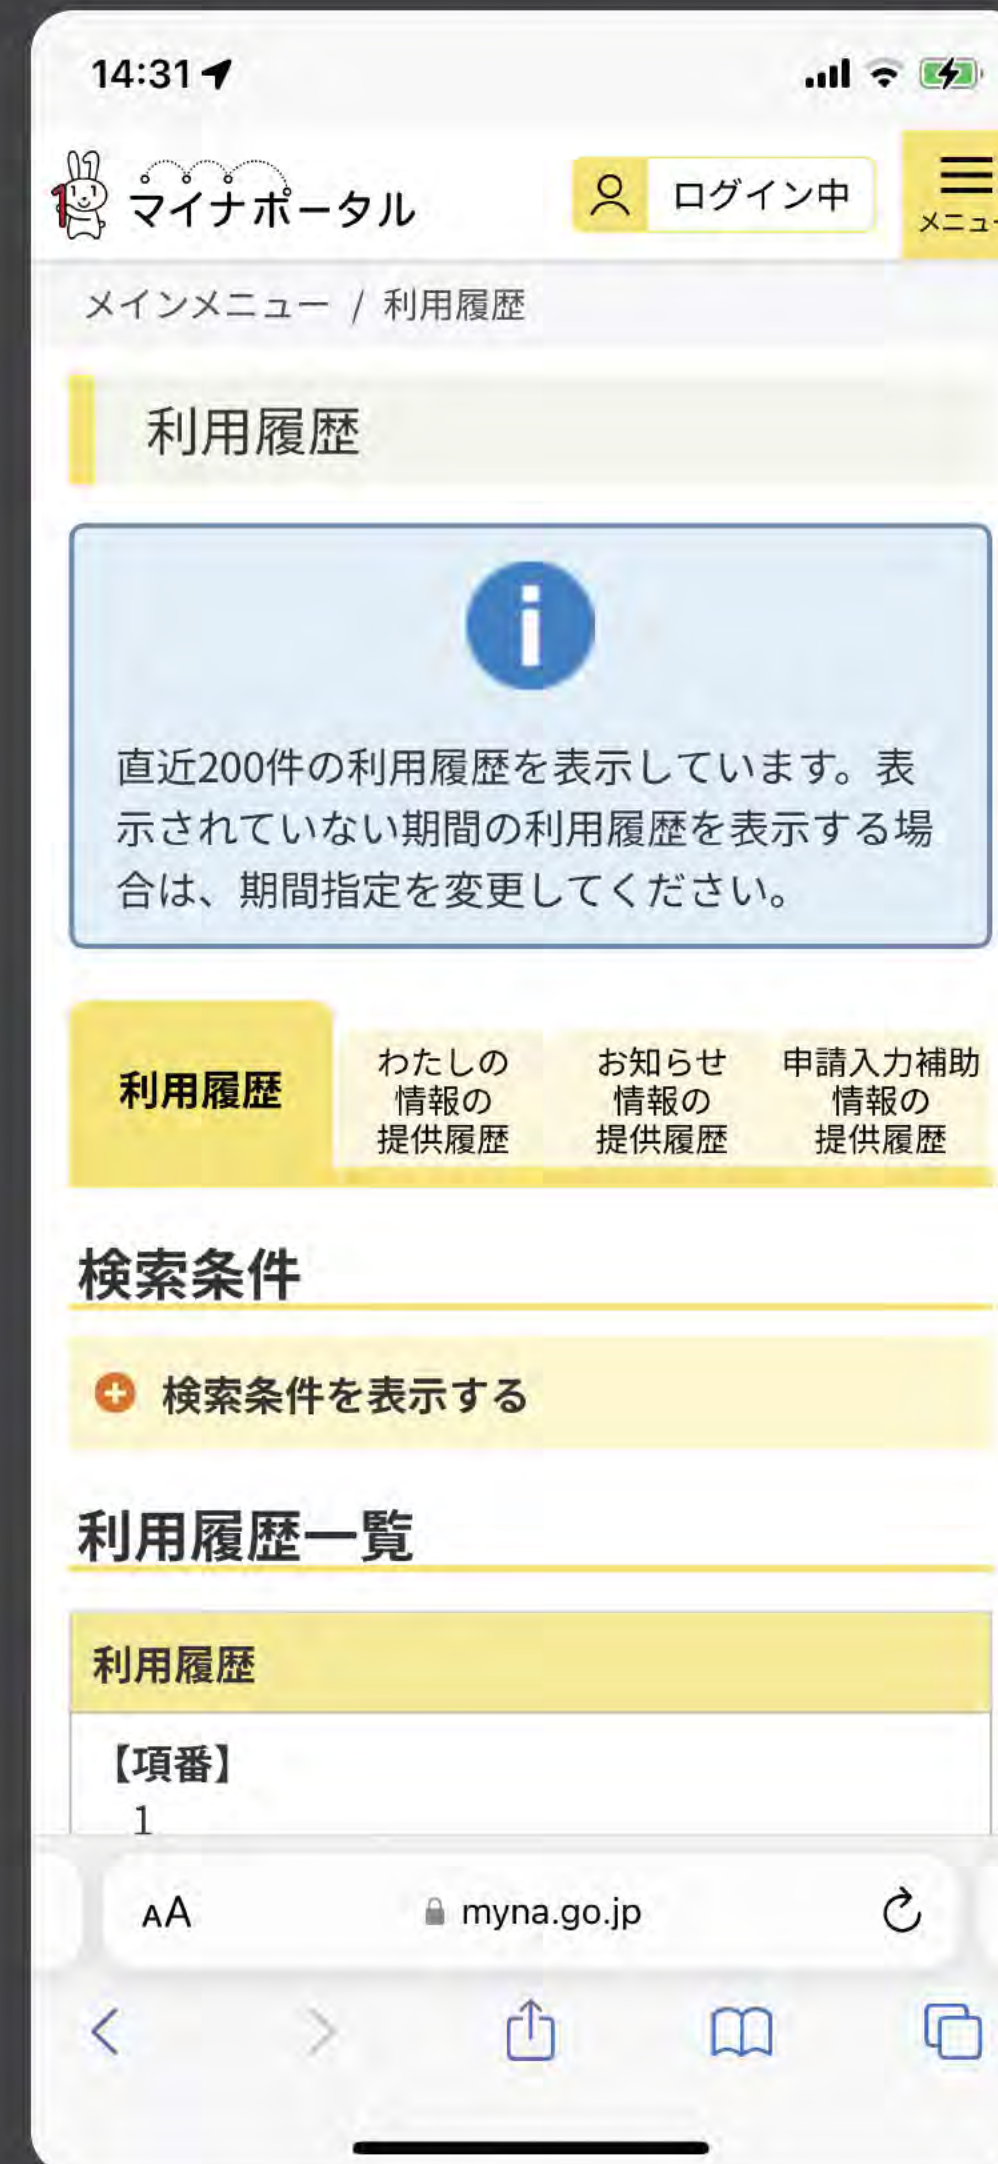 14:31
マイナポータル
ログイン中
メニュー
メインメニュー / 利用履歴
利用履歴
直近200件の利用履歴を表示しています。表
示されていない期間の利用履歴を表示する場
合は、期間指定を変更してください。
利用履歴
わたしの
情報の
提供履歴
お知らせ
情報の
提供履歴
申請入力補助
情報の
提供履歴
検索条件
検索条件を表示する
利用履歴一覧
利用履歴
【項番】
1
AA
myna.go.jp